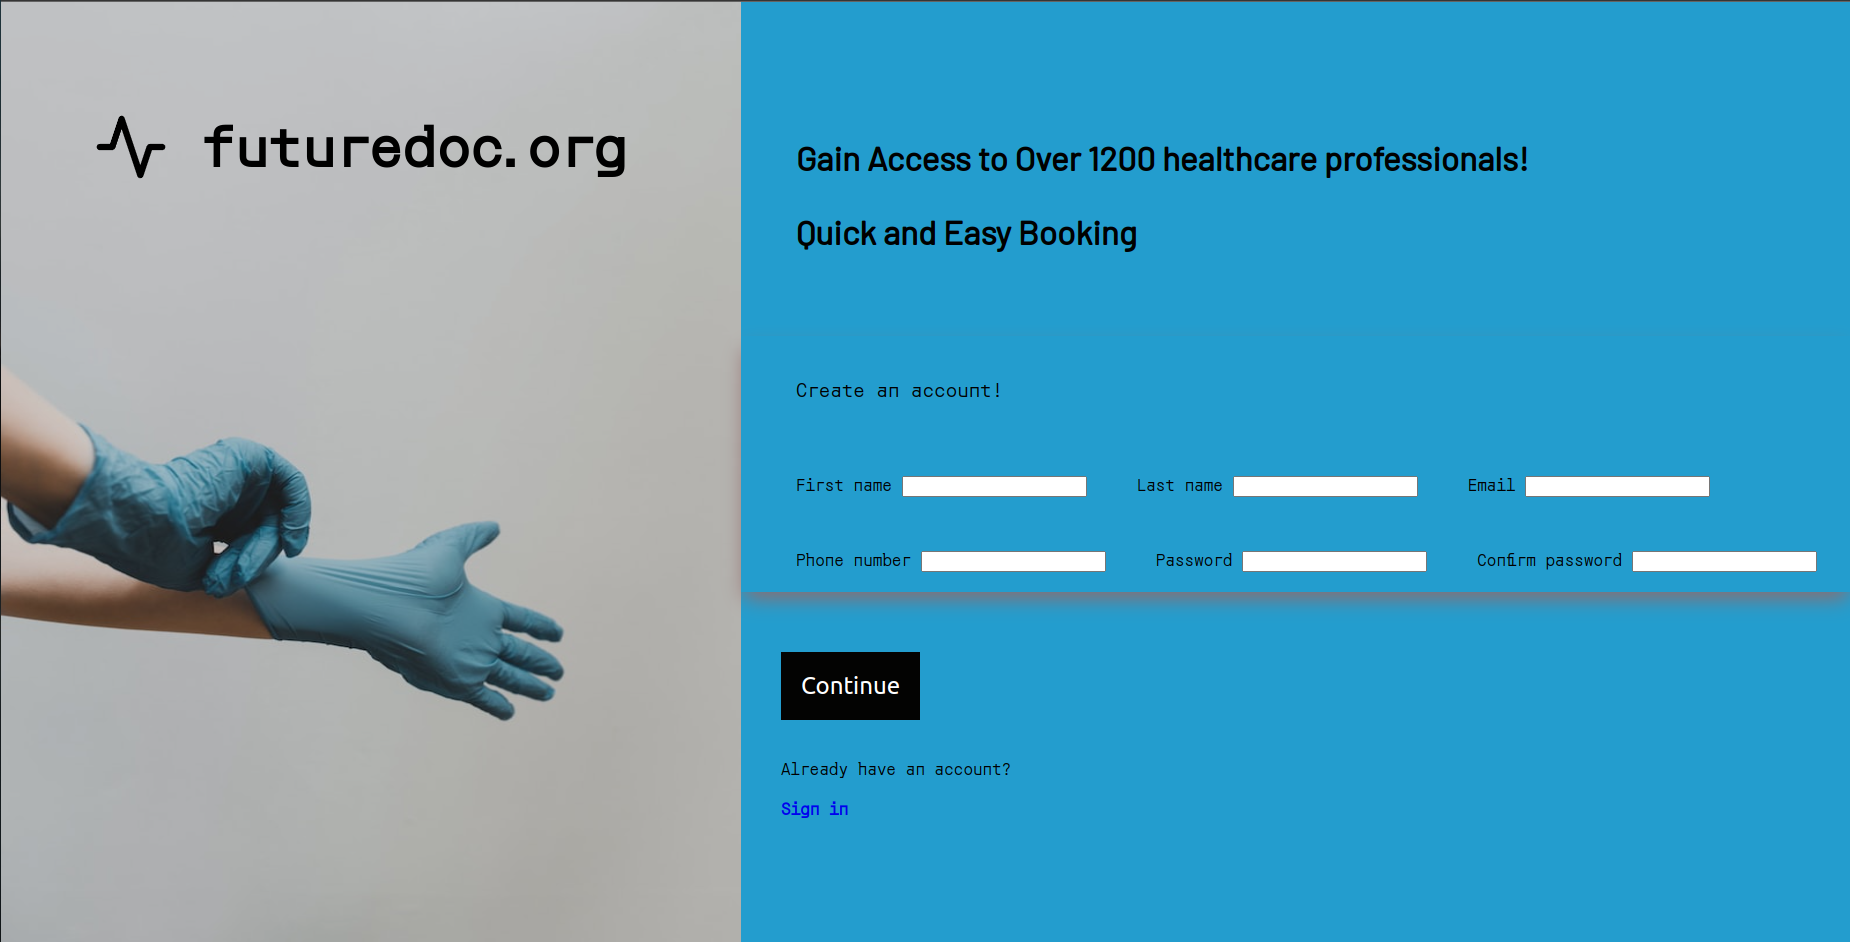 futuredoc.org
Gain Access to Over 1200 healthcare professionals!
Quick and Easy Booking
Create an account!
First name Last name Email
Phone number Password Confirm password
Continue
Already have an account?
Sign in